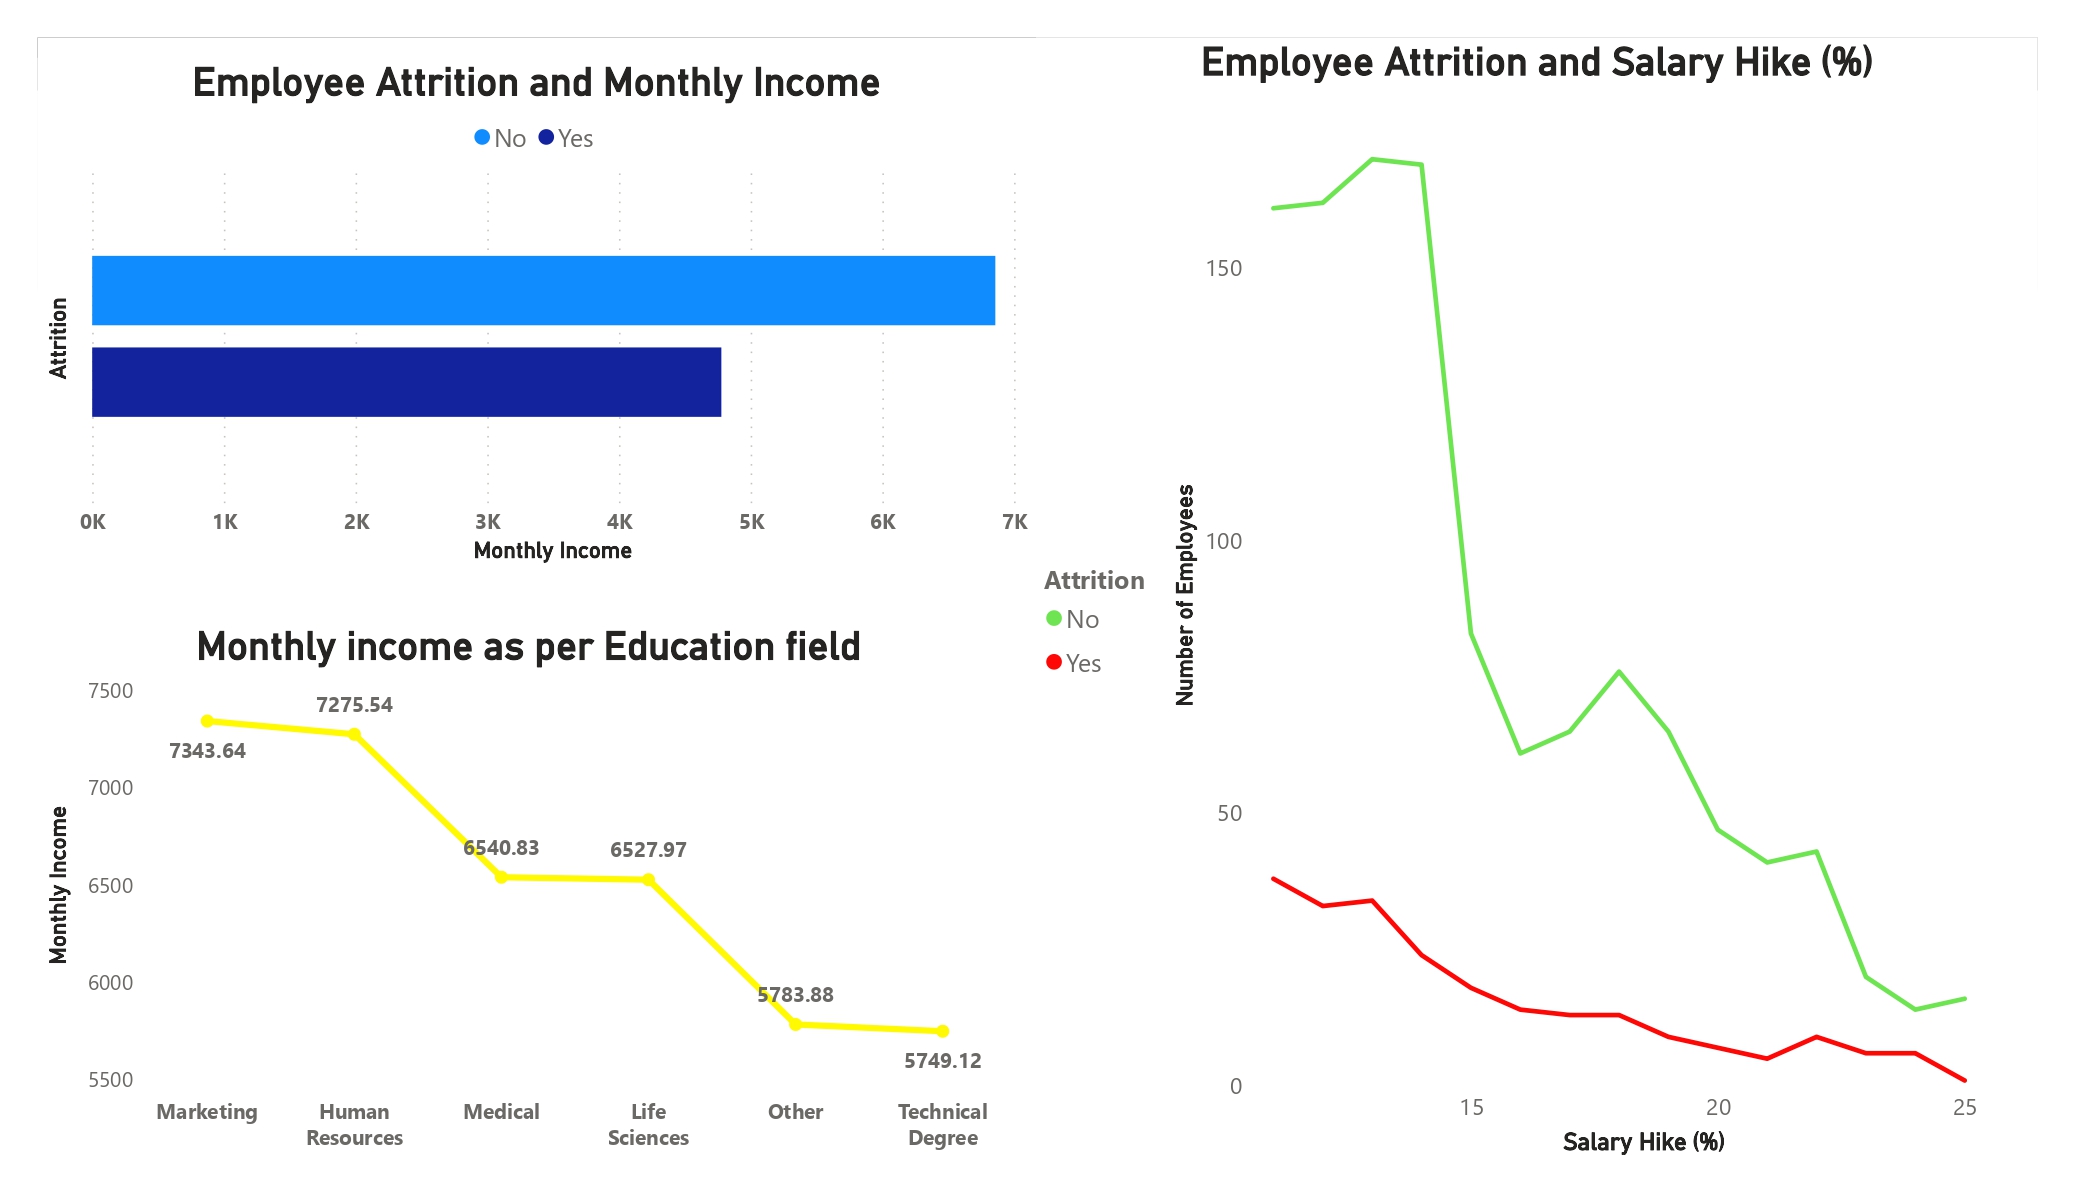 Employee Attrition and Monthly Income
No Yes
Attrition
0K 1K 2K 3K 4K 5K 6K 7K
Monthly Income
Monthly income as per Education field
7500
7000
6500
6000
5500
Monthly Income
7343.64
7275.54
6540.83
6527.97
5783.88
5749.12
Marketing Human Medical Life Other Technical
Resources Sciences Degree
Employee Attrition and Salary Hike (%)
Attrition
No
Yes
Number of Employees
150
100
50
0
15 20 25
Salary Hike (%)